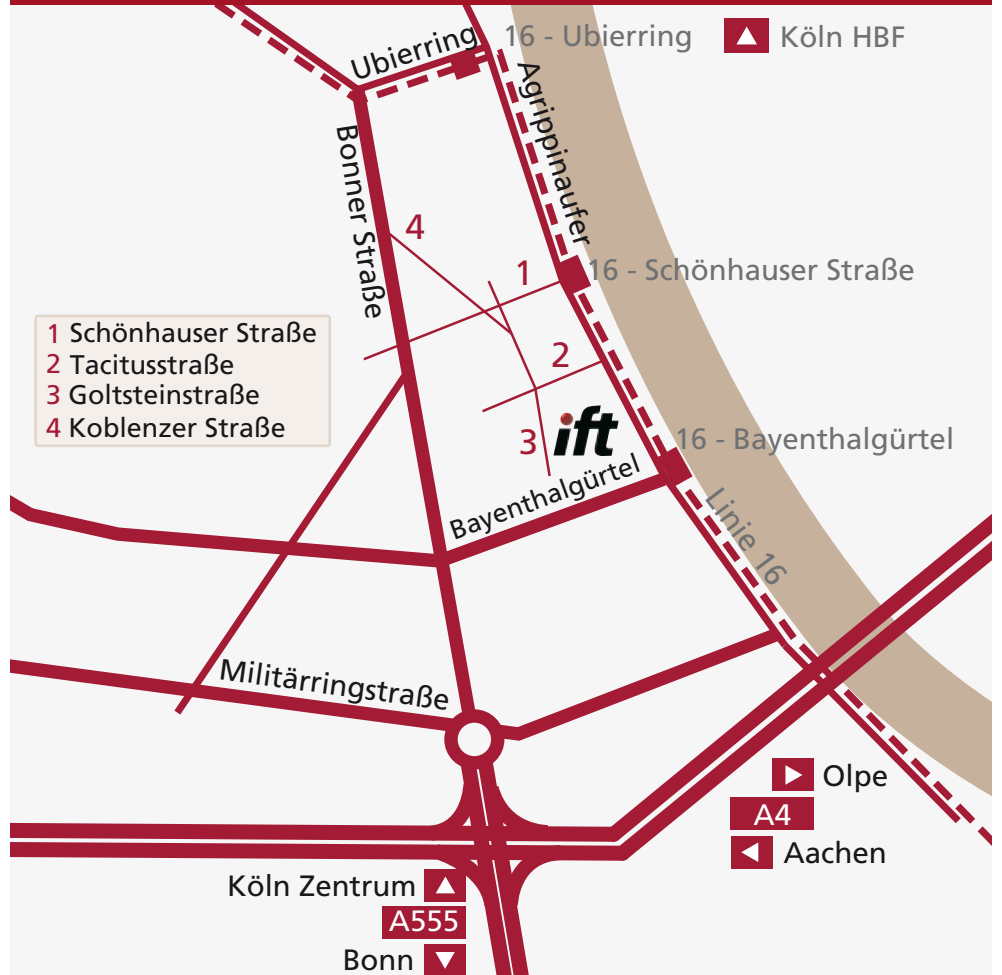 Ubierring
16 - Ubierring
Köln HBF
Agrippinaufer
Bonner Straße
4
1
16 - Schönhauser Straße
1 Schönhauser Straße
2 Tacitusstraße
3 Goltsteinstraße
4 Koblenzer Straße
2
3
ift
16 - Bayenthalgürtel
Bayenthalgürtel
Linie 16
Militärringstraße
Olpe
A4
Aachen
Köln Zentrum
A555
Bonn